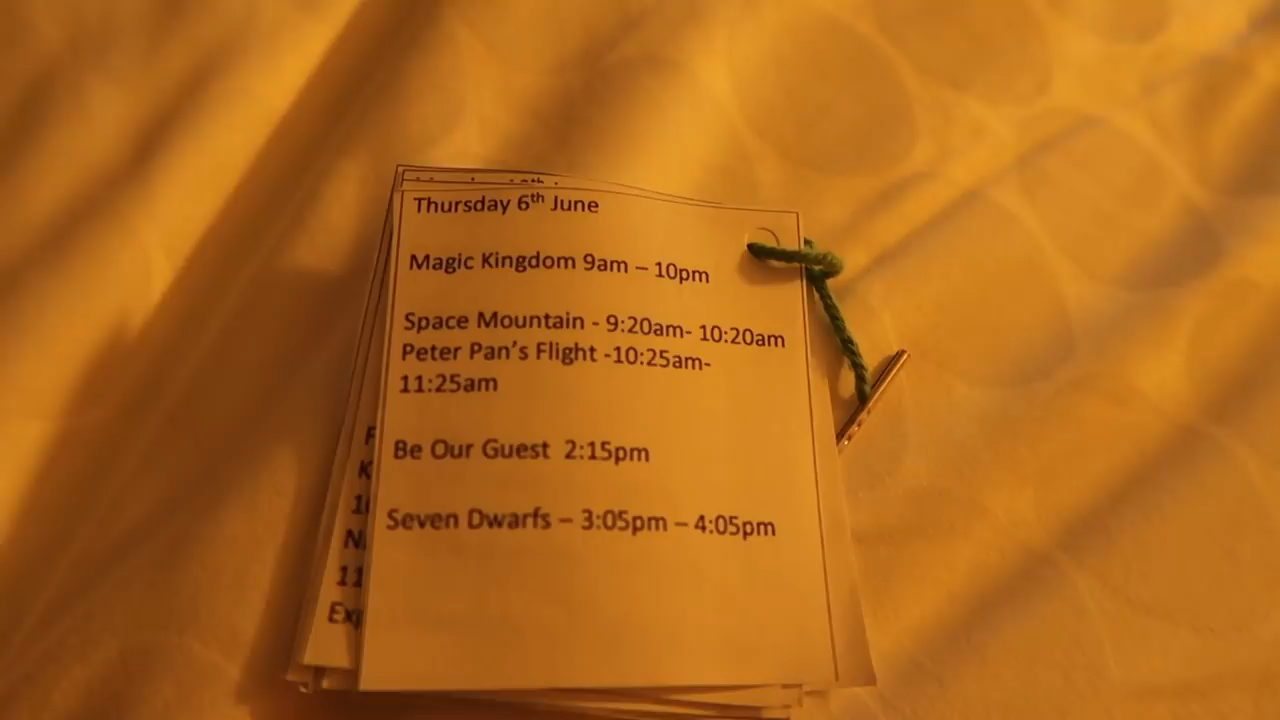 Thursday 6th June
Magic Kingdom 9am – 10pm
Space Mountain - 9:20am- 10:20am
Peter Pan's Flight -10:25am-
11:25am
Be Our Guest 2:15pm
Seven Dwarfs – 3:05pm – 4:05pm